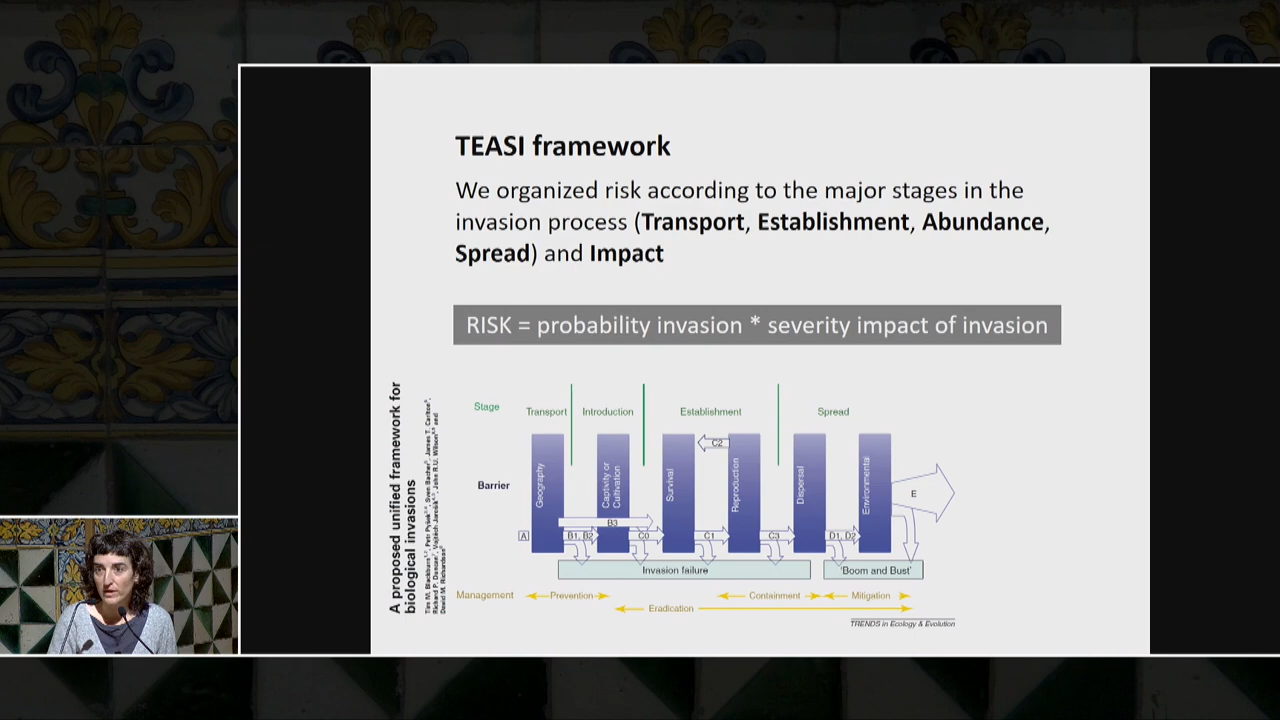 TEASI framework
We organized risk according to the major stages in the
invasion process (Transport, Establishment, Abundance,
Spread) and Impact
RISK = probability invasion * severity impact of invasion
A proposed unified framework for
biological invasions
Stage
Transport
Introduction
Establishment
Spread
Barrier
Geography
Captivity or
Cultivation
Survival
Reproduction
Dispersal
Environmental
C2
B3
E
A
B1, B2
C0
C1
C3
D1, D2
Invasion failure
'Boom and Bust'
Management
Prevention
Containment
Mitigation
Eradication
TRENDS in Ecology & Evolution